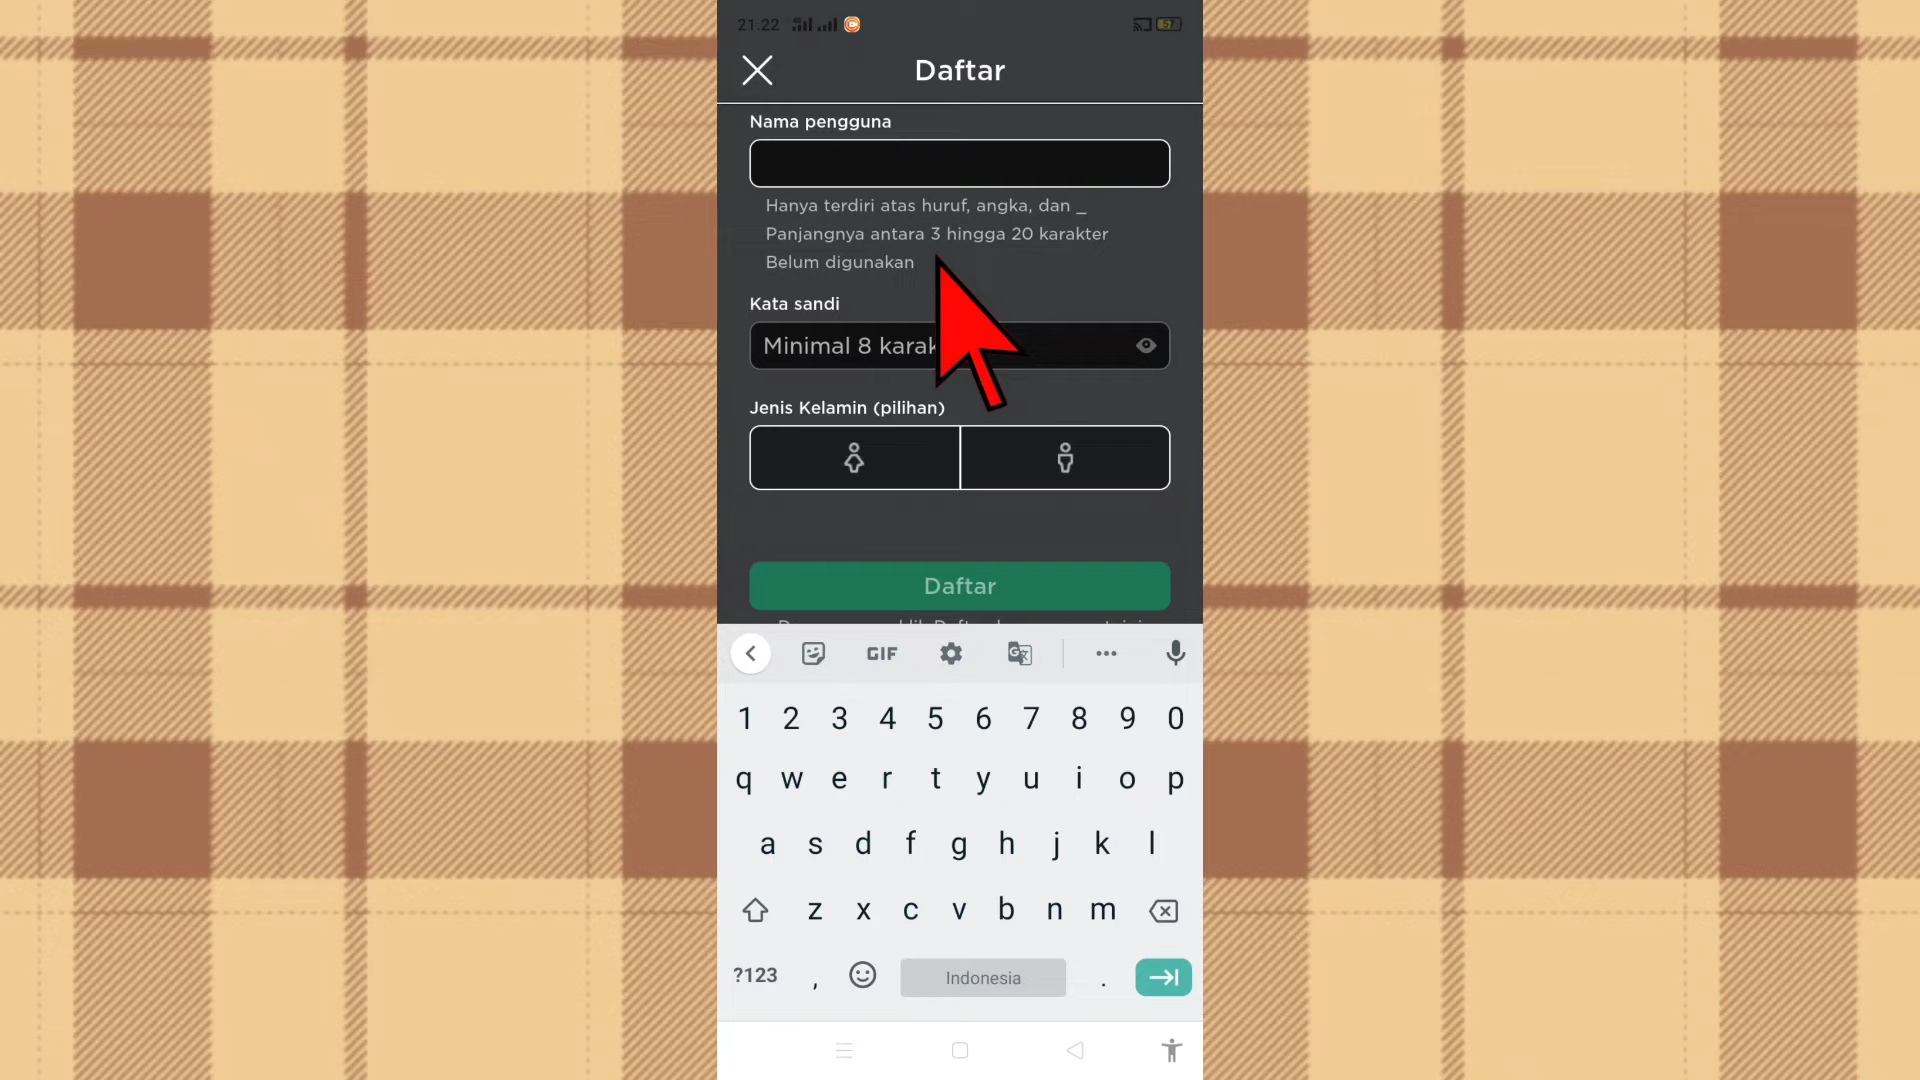 21.22
57
Daftar
Nama pengguna
Hanya terdiri atas huruf, angka, dan _
Panjangnya antara 3 hingga 20 karakter
Belum digunakan
Kata sandi
Minimal 8
Jenis Kelamin (pilihan)
Daftar
GIF
1 2 3 4 5 6 7 8 9 0
q w e r t y u i o p
a s d f g h j k l
z x c v b n m
?123 , Indonesia .